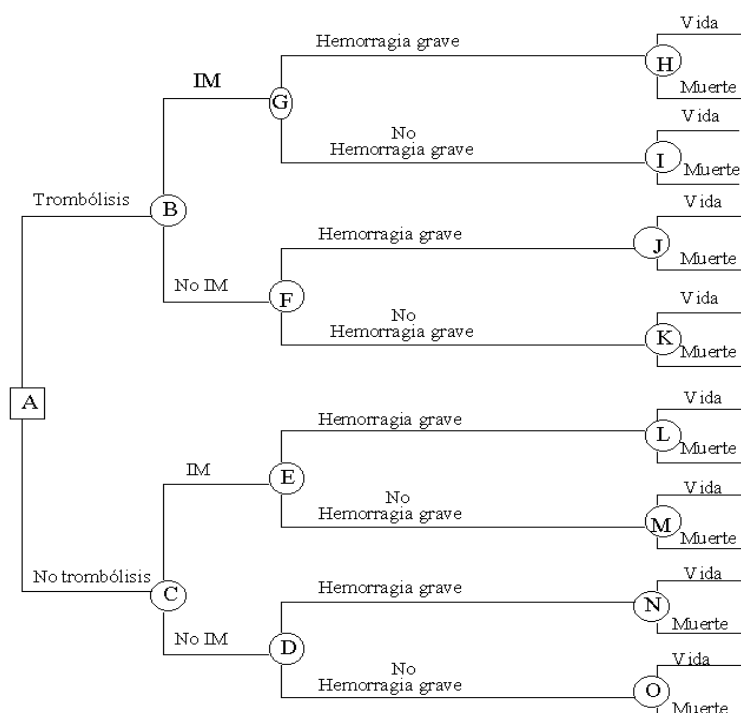 Vida
Hemorragia grave
H
IM
Muerte
G
Vida
No
Hemorragia grave
I
Muerte
Trombólisis
B
Vida
Hemorragia grave
J
No IM
Muerte
F
Vida
No
Hemorragia grave
K
Muerte
A
Vida
Hemorragia grave
L
IM
Muerte
E
Vida
No
Hemorragia grave
M
Muerte
No trombólisis
C
Vida
Hemorragia grave
N
No IM
Muerte
D
Vida
No
Hemorragia grave
O
Muerte